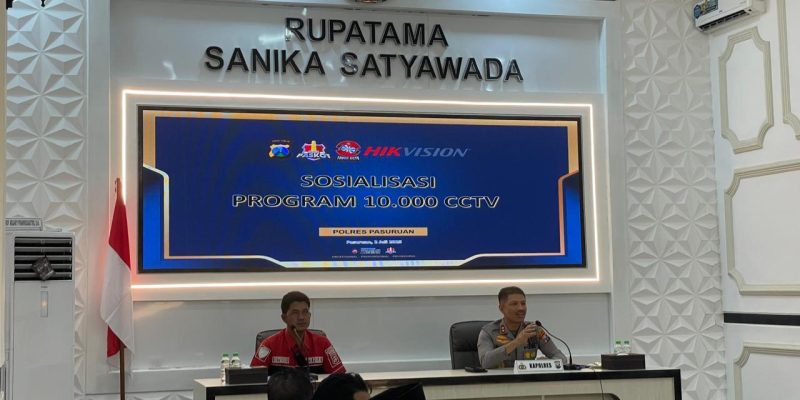 RUPATAMA
SANIKA SATYAWADA
HIKVISION
SOSIALISASI
PROGRAM 10.000 CCTV
POLRES PASURUAN
KAPOLRES